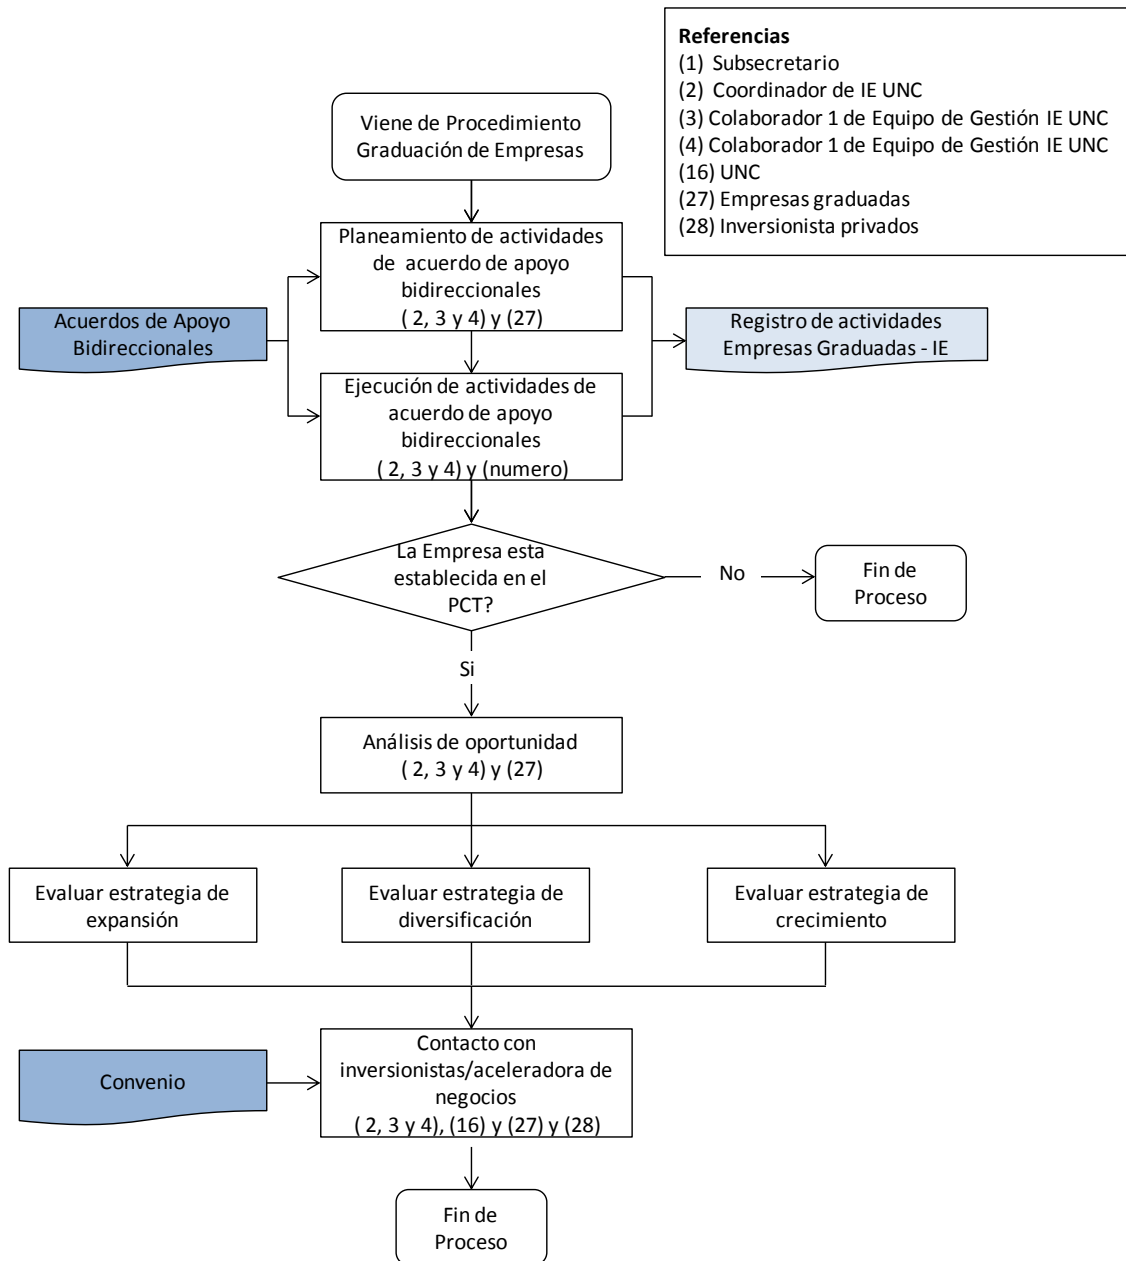 Referencias
(1) Subsecretario
(2) Coordinador de IE UNC
(3) Colaborador 1 de Equipo de Gestión IE UNC
(4) Colaborador 1 de Equipo de Gestión IE UNC
(16) UNC
(27) Empresas graduadas
(28) Inversionista privados
Viene de Procedimiento
Graduación de Empresas
Planeamiento de actividades
de acuerdo de apoyo
bidireccionales
( 2, 3 y 4) y (27)
Acuerdos de Apoyo
Bidireccionales
Registro de actividades
Empresas Graduadas - IE
Ejecución de actividades de
acuerdo de apoyo
bidireccionales
( 2, 3 y 4) y (numero)
La Empresa esta
establecida en el
PCT?
No
Fin de
Proceso
Si
Análisis de oportunidad
( 2, 3 y 4) y (27)
Evaluar estrategia de
expansión
Evaluar estrategia de
diversificación
Evaluar estrategia de
crecimiento
Convenio
Contacto con
inversionistas/aceleradora de
negocios
( 2, 3 y 4), (16) y (27) y (28)
Fin de
Proceso